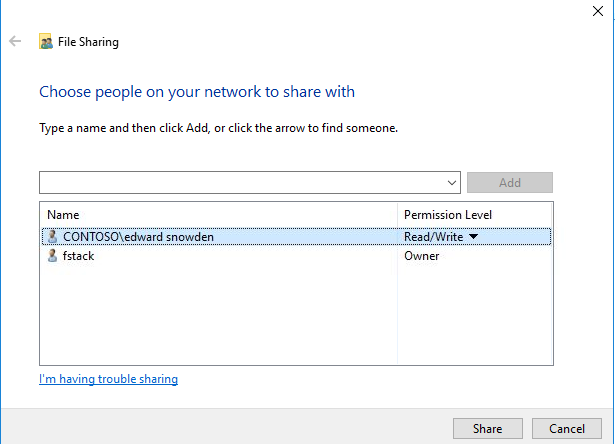 File Sharing
Choose people on your network to share with
Type a name and then click Add, or click the arrow to find someone.
Add
Name Permission Level
CONTOSO\edward snowden Read/Write
fstack Owner
I'm having trouble sharing
Share Cancel